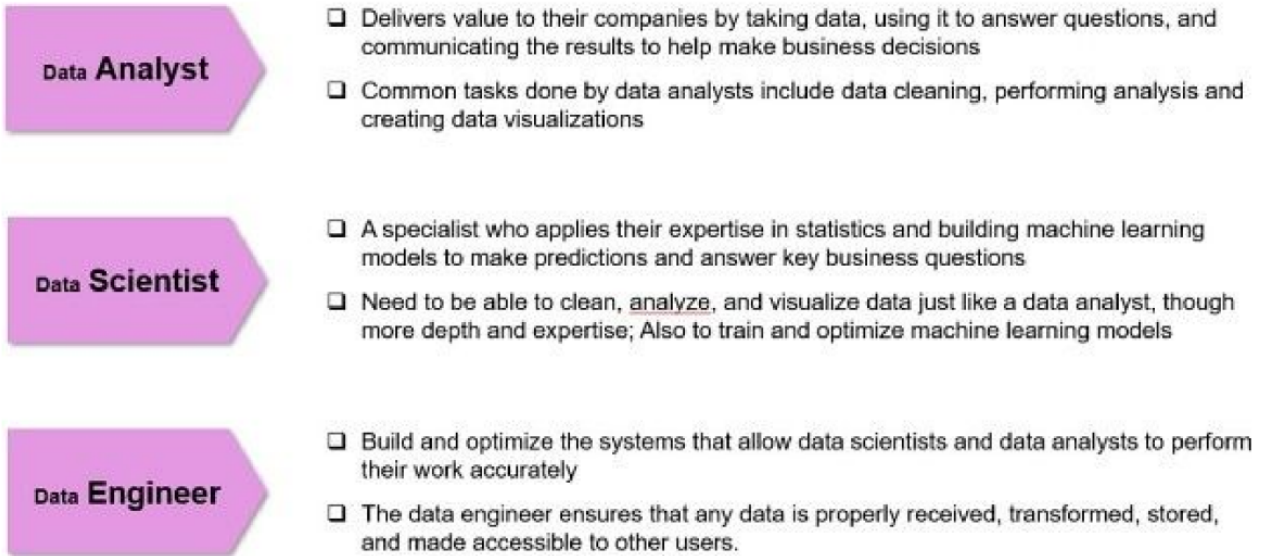 Data Analyst
❑ Delivers value to their companies by taking data, using it to answer questions, and
communicating the results to help make business decisions
❑ Common tasks done by data analysts include data cleaning, performing analysis and
creating data visualizations
Data Scientist
❑ A specialist who applies their expertise in statistics and building machine learning
models to make predictions and answer key business questions
❑ Need to be able to clean, analyze, and visualize data just like a data analyst, though
more depth and expertise; Also to train and optimize machine learning models
Data Engineer
❑ Build and optimize the systems that allow data scientists and data analysts to perform
their work accurately
❑ The data engineer ensures that any data is properly received, transformed, stored,
and made accessible to other users.